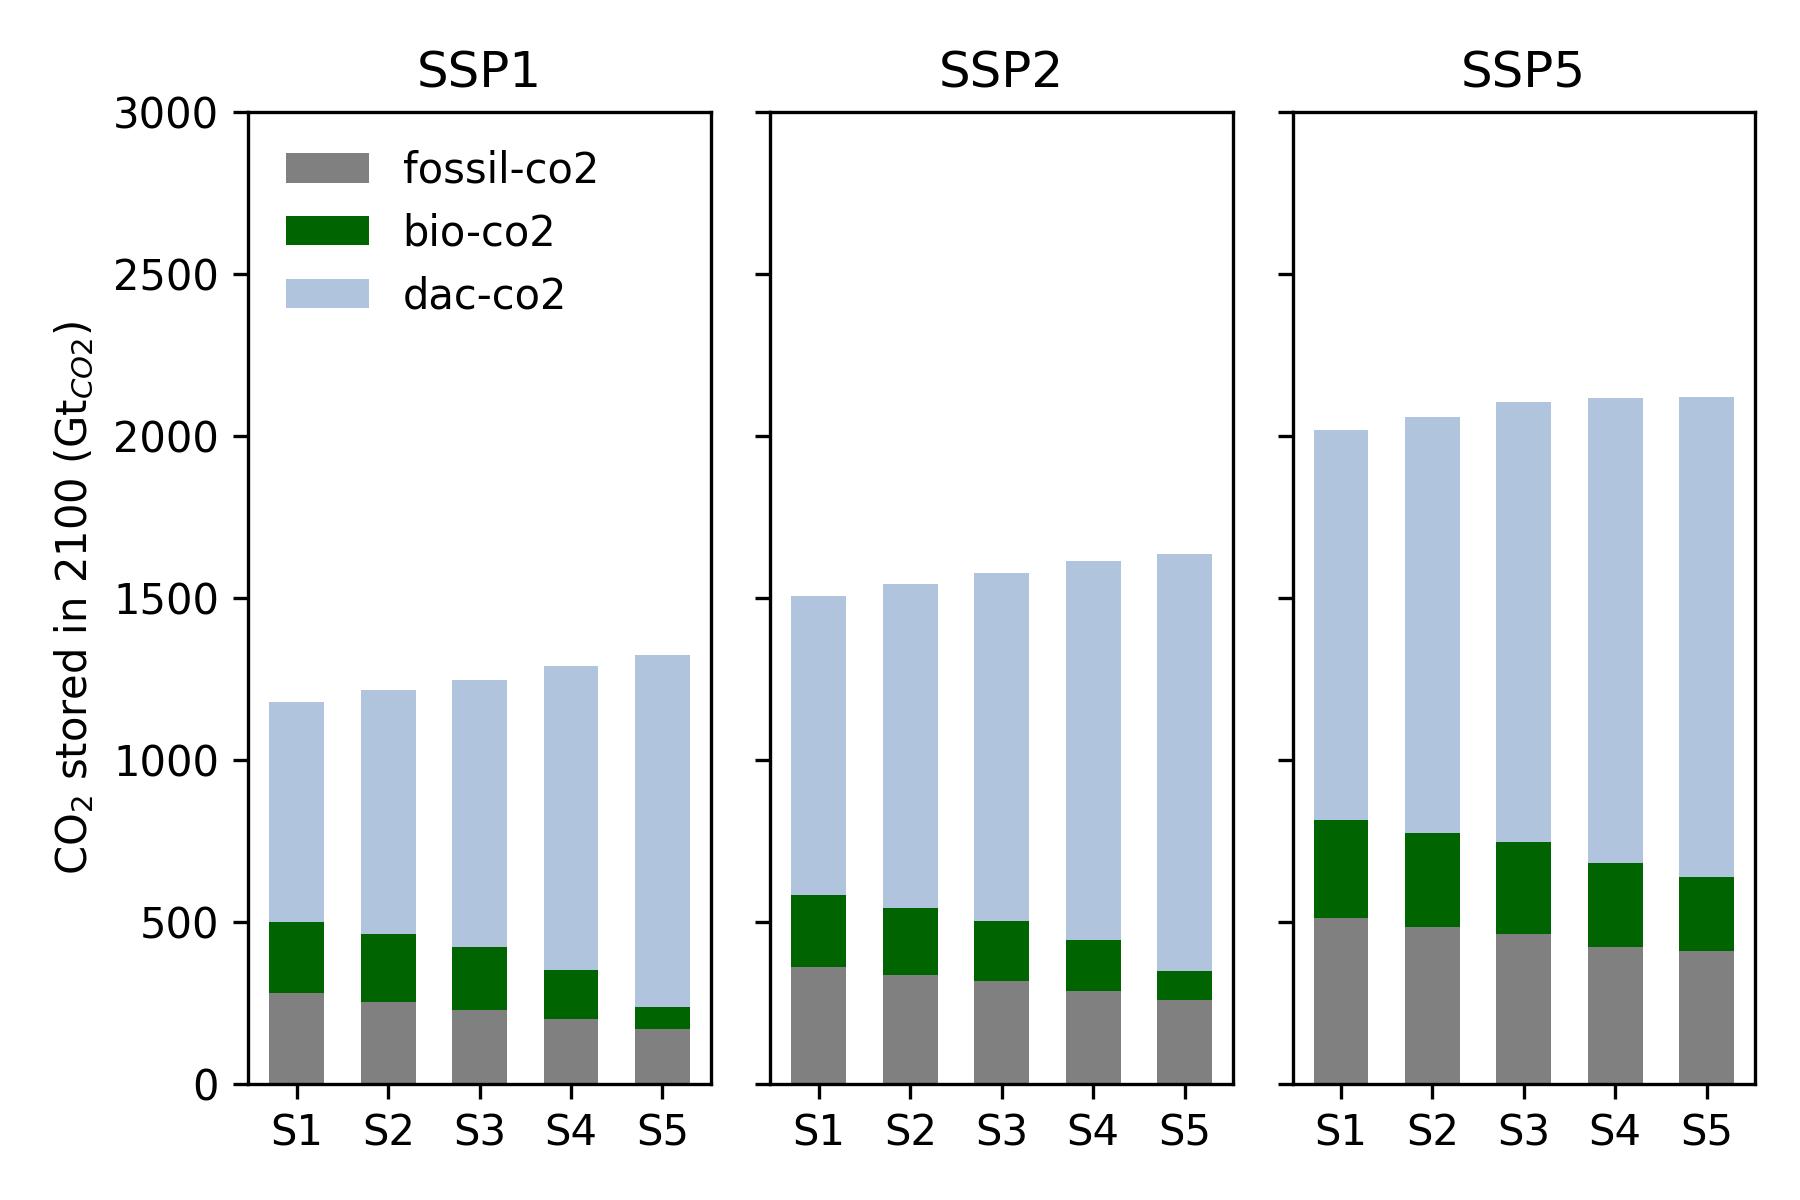 SSP1
SSP2
SSP5
3000
2500
2000
1500
1000
500
0
CO₂ stored in 2100 (Gt_CO2)
fossil-co2
bio-co2
dac-co2
S1 S2 S3 S4 S5
S1 S2 S3 S4 S5
S1 S2 S3 S4 S5